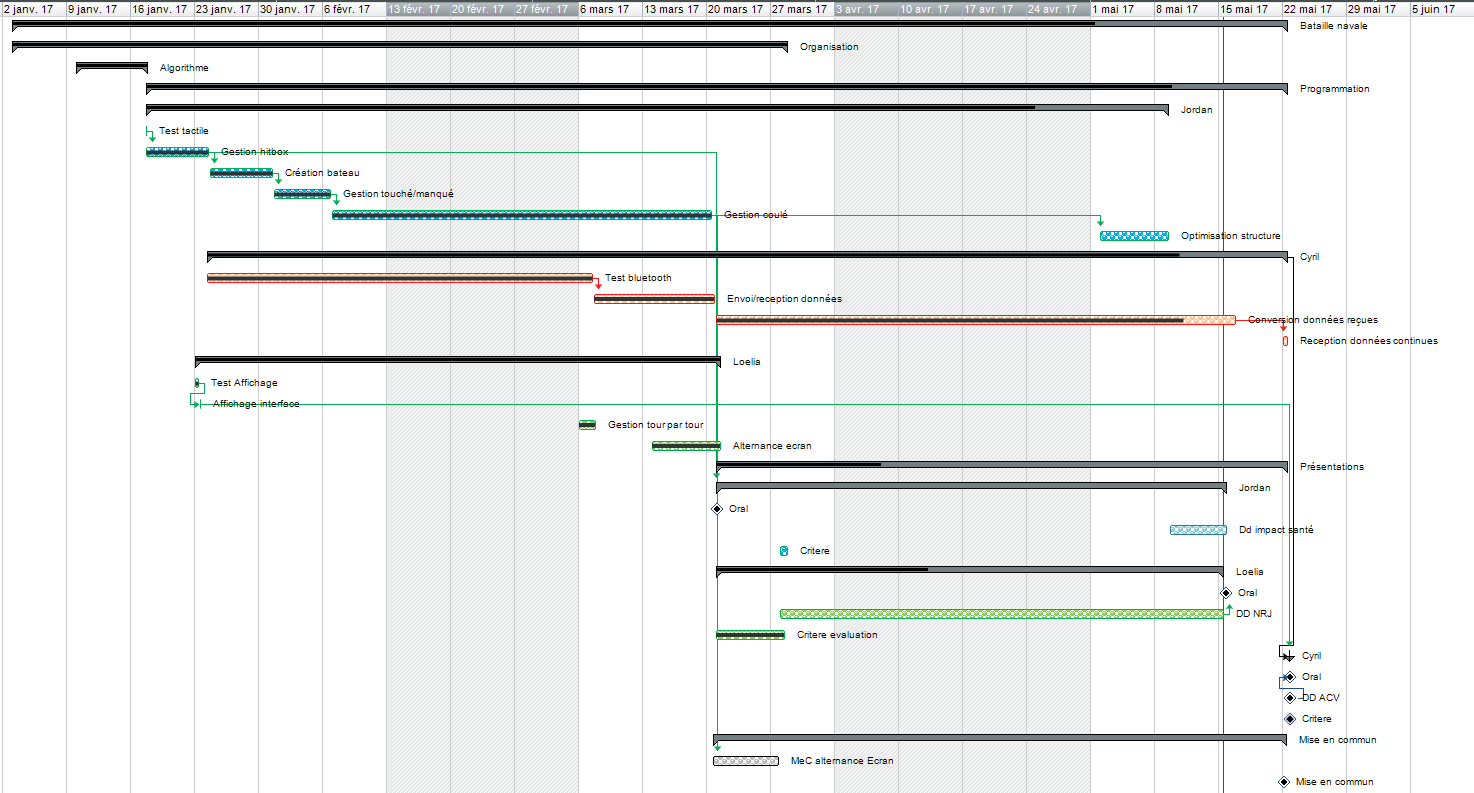 2 janv. 17 9 janv. 17 16 janv. 17 23 janv. 17 30 janv. 17 6 févr. 17 13 févr. 17 20 févr. 17 27 févr. 17 6 mars 17 13 mars 17 20 mars 17 27 mars 17 3 avr. 17 10 avr. 17 17 avr. 17 24 avr. 17 1 mai 17 8 mai 17 15 mai 17 22 mai 17 29 mai 17 5 juin 17
Bataille navale
Organisation
Algorithme
Programmation
Jordan
Test tactile
Gestion hitbox
Création bateau
Gestion touché/manqué
Gestion coulé
Optimisation structure
Cyril
Test bluetooth
Envoi/reception données
Conversion données reçues
Reception données continues
Loelia
Test Affichage
Affichage interface
Gestion tour par tour
Alternance ecran
Présentations
Jordan
Oral
Dd impact santé
Critere
Loelia
Oral
DD NRJ
Critere evaluation
Cyril
Oral
DD ACV
Critere
Mise en commun
MeC alternance Ecran
Mise en commun